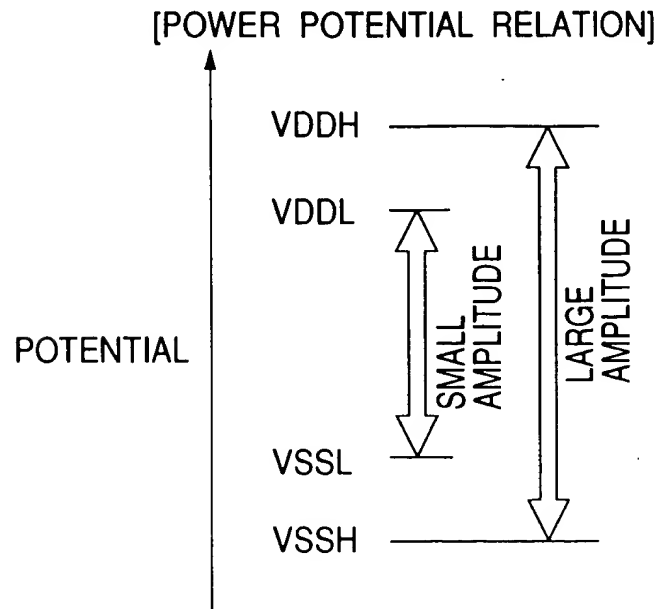 [POWER POTENTIAL RELATION]
VDDH
VDDL
POTENTIAL
SMALL
AMPLITUDE
LARGE
AMPLITUDE
VSSL
VSSH